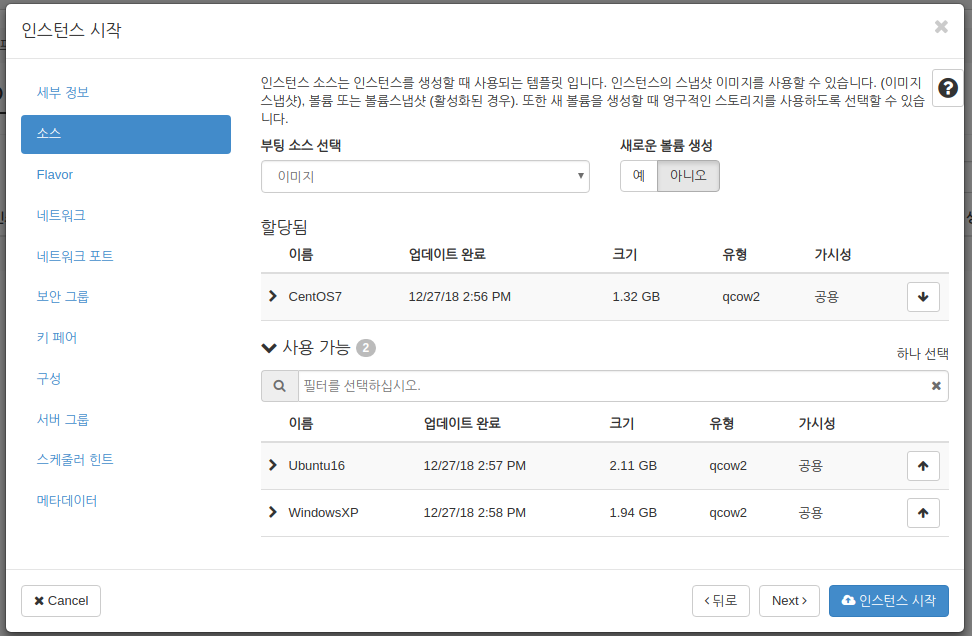 인스턴스 시작
세부 정보
소스
Flavor
네트워크
네트워크 포트
보안 그룹
키 페어
구성
서버 그룹
스케줄러 힌트
메타데이터
인스턴스 소스는 인스턴스를 생성할 때 사용되는 템플릿 입니다. 인스턴스의 스냅샷 이미지를 사용할 수 있습니다. (이미지
스냅샷), 볼륨 또는 볼륨스냅샷 (활성화된 경우). 또한 새 볼륨을 생성할 때 영구적인 스토리지를 사용하도록 선택할 수 있습
니다.
부팅 소스 선택 새로운 볼륨 생성
이미지 예 아니오
할당됨
이름 업데이트 완료 크기 유형 가시성
CentOS7 12/27/18 2:56 PM 1.32 GB qcow2 공용
사용 가능 2 하나 선택
필터를 선택하십시오.
이름 업데이트 완료 크기 유형 가시성
Ubuntu16 12/27/18 2:57 PM 2.11 GB qcow2 공용
WindowsXP 12/27/18 2:58 PM 1.94 GB qcow2 공용
Cancel <뒤로 Next> 인스턴스 시작